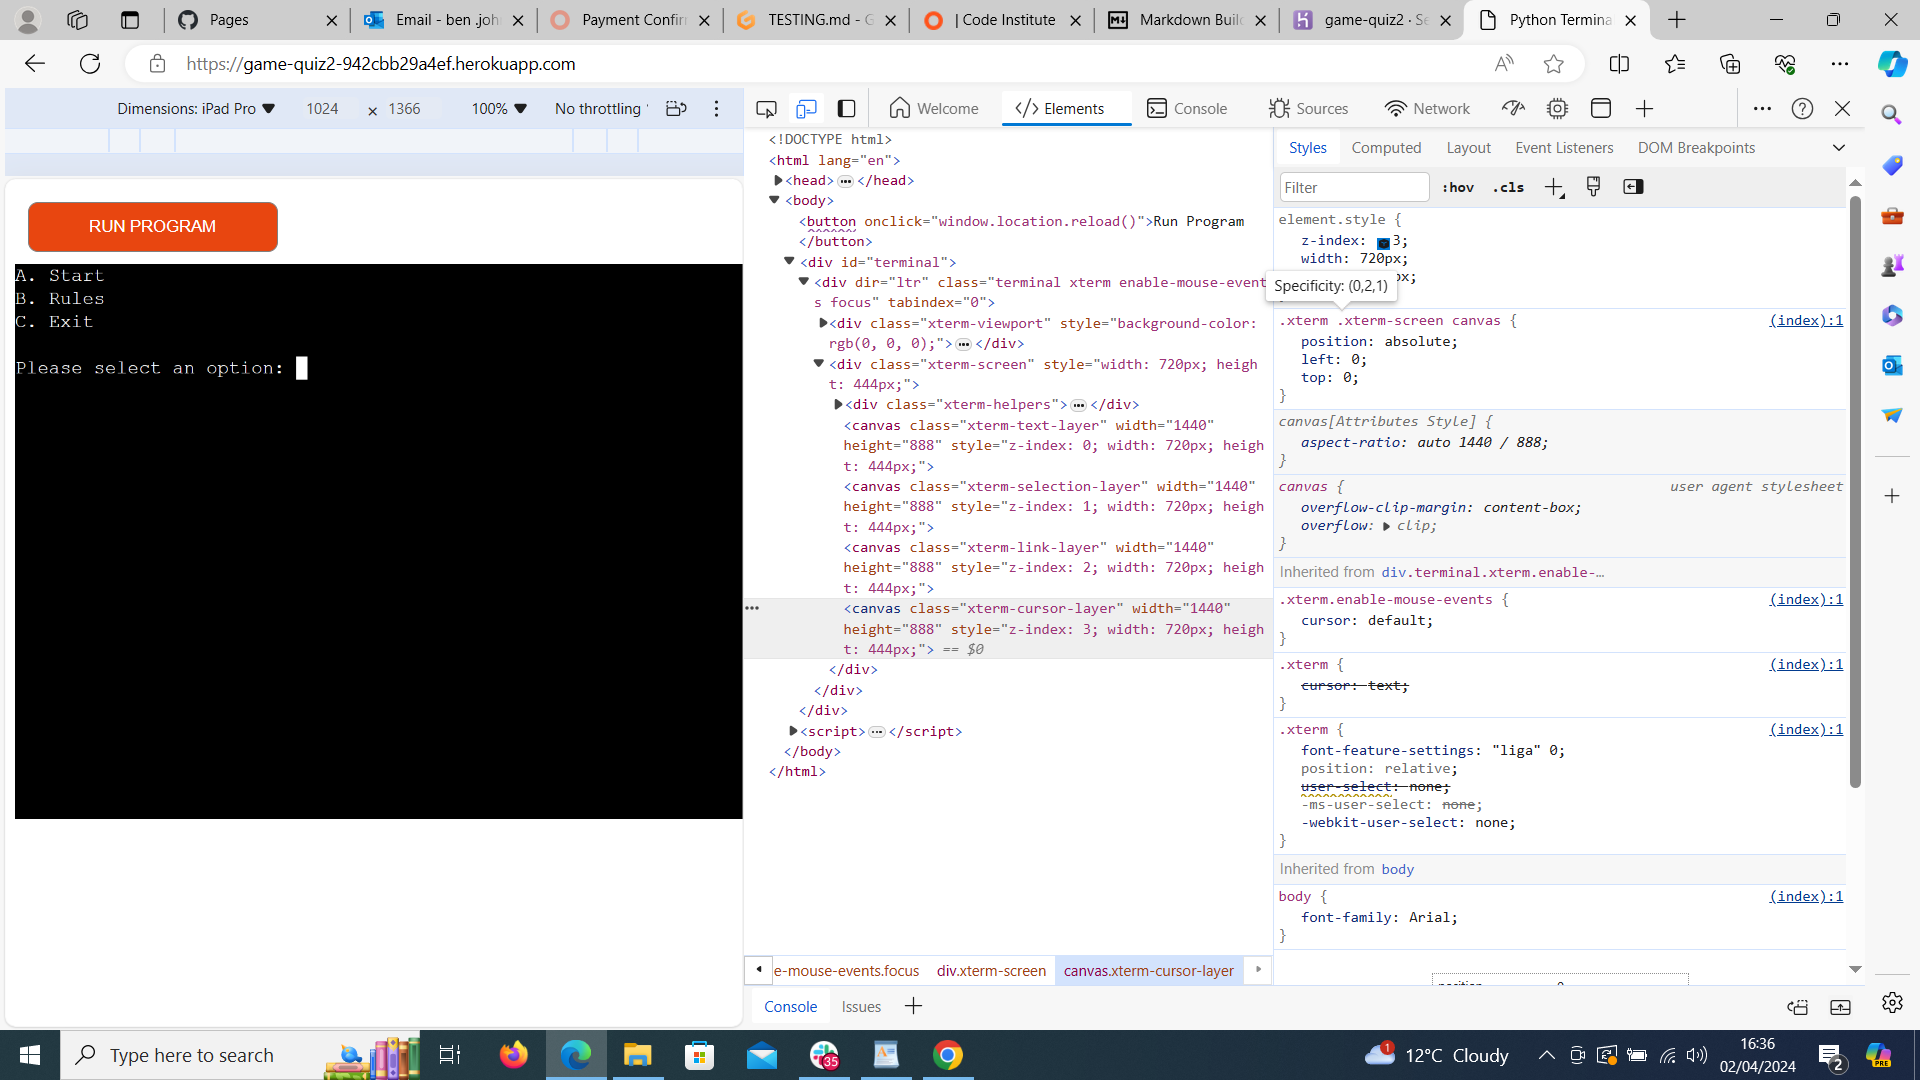 Pages
Email - ben .joh
Payment Confir
TESTING.md - G
| Code Institute
Markdown Buil
game-quiz2 · Se
Python Termina
https://game-quiz2-942cbb29a4ef.herokuapp.com
Dimensions: iPad Pro ▼ 1024 × 1366 100% ▼ No throttling
Welcome
Elements
Console
Sources
Network
RUN PROGRAM
A. Start
B. Rules
C. Exit
Please select an option:
<!DOCTYPE html>
<html lang="en">
<head> ··· </head>
<body>
<button onclick="window.location.reload()">Run Program
</button>
<div id="terminal">
<div dir="ltr" class="terminal xterm enable-mouse-event
s focus" tabindex="0">
<div class="xterm-viewport" style="background-color:
rgb(0, 0, 0);"> ··· </div>
<div class="xterm-screen" style="width: 720px; heigh
t: 444px;">
<div class="xterm-helpers"> ··· </div>
<canvas class="xterm-text-layer" width="1440"
height="888" style="z-index: 0; width: 720px; heigh
t: 444px;">
<canvas class="xterm-selection-layer" width="1440"
height="888" style="z-index: 1; width: 720px; heigh
t: 444px;">
<canvas class="xterm-link-layer" width="1440"
height="888" style="z-index: 2; width: 720px; heigh
t: 444px;">
<canvas class="xterm-cursor-layer" width="1440"
height="888" style="z-index: 3; width: 720px; heigh
t: 444px;"> == $0
</div>
</div>
</div>
<script> ··· </script>
</body>
</html>
e-mouse-events.focus div.xterm-screen canvas.xterm-cursor-layer
Console Issues
Styles Computed Layout Event Listeners DOM Breakpoints
Filter :hov .cls
element.style {
z-index: 3;
width: 720px;
px;
Specificity: (0,2,1)
.xterm .xterm-screen canvas { (index):1
position: absolute;
left: 0;
top: 0;
}
canvas[Attributes Style] {
aspect-ratio: auto 1440 / 888;
}
canvas { user agent stylesheet
overflow-clip-margin: content-box;
overflow: clip;
}
Inherited from div.terminal.xterm.enable-…
.xterm.enable-mouse-events { (index):1
cursor: default;
}
.xterm { (index):1
cursor: text;
}
.xterm { (index):1
font-feature-settings: "liga" 0;
position: relative;
user-select: none;
-ms-user-select: none;
-webkit-user-select: none;
}
Inherited from body
body { (index):1
font-family: Arial;
}
Type here to search
35
1
12°C Cloudy
16:36
02/04/2024
2
PRE